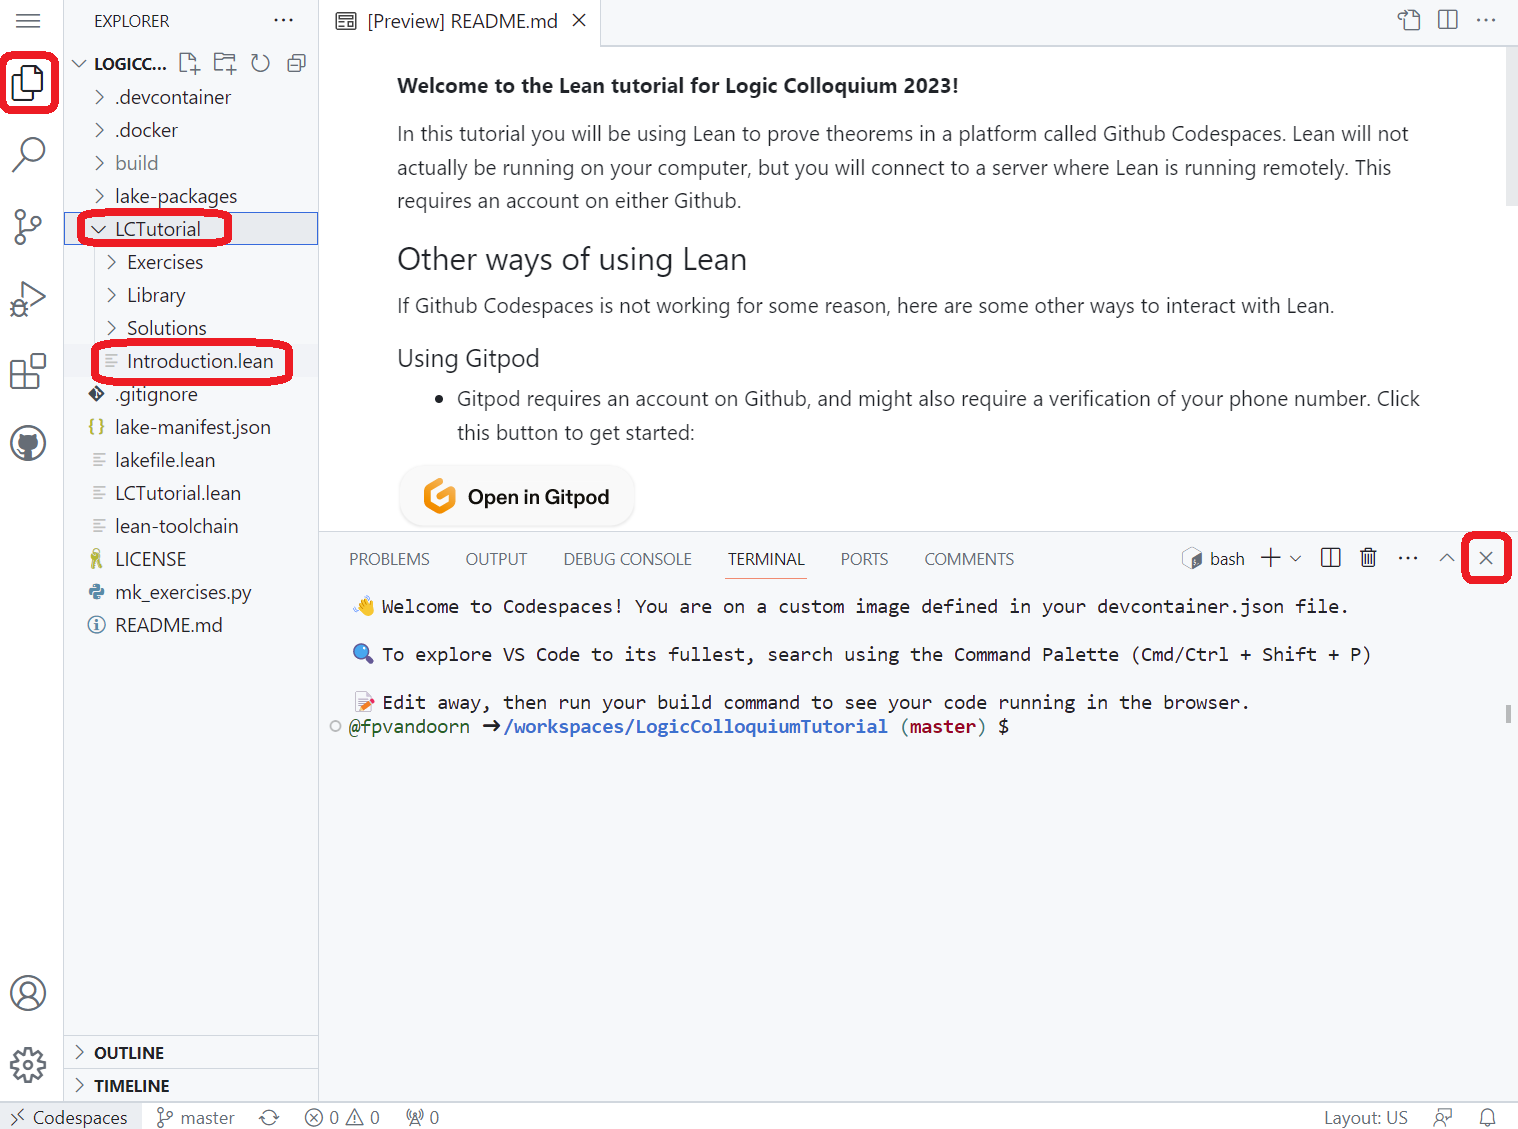 EXPLORER
LOGICC...
.devcontainer
.docker
build
lake-packages
LCTutorial
Exercises
Library
Solutions
Introduction.lean
.gitignore
lake-manifest.json
lakefile.lean
LCTutorial.lean
lean-toolchain
LICENSE
mk_exercises.py
README.md
OUTLINE
TIMELINE
[Preview] README.md
Welcome to the Lean tutorial for Logic Colloquium 2023!
In this tutorial you will be using Lean to prove theorems in a platform called Github Codespaces. Lean will not
actually be running on your computer, but you will connect to a server where Lean is running remotely. This
requires an account on either Github.
Other ways of using Lean
If Github Codespaces is not working for some reason, here are some other ways to interact with Lean.
Using Gitpod
• Gitpod requires an account on Github, and might also require a verification of your phone number. Click
this button to get started:
Open in Gitpod
PROBLEMS OUTPUT DEBUG CONSOLE TERMINAL PORTS COMMENTS bash
👋 Welcome to Codespaces! You are on a custom image defined in your devcontainer.json file.
🔍 To explore VS Code to its fullest, search using the Command Palette (Cmd/Ctrl + Shift + P)
📝 Edit away, then run your build command to see your code running in the browser.
@fpvandoorn ➜/workspaces/LogicColloquiumTutorial (master) $
Codespaces master 0 0 0 Layout: US